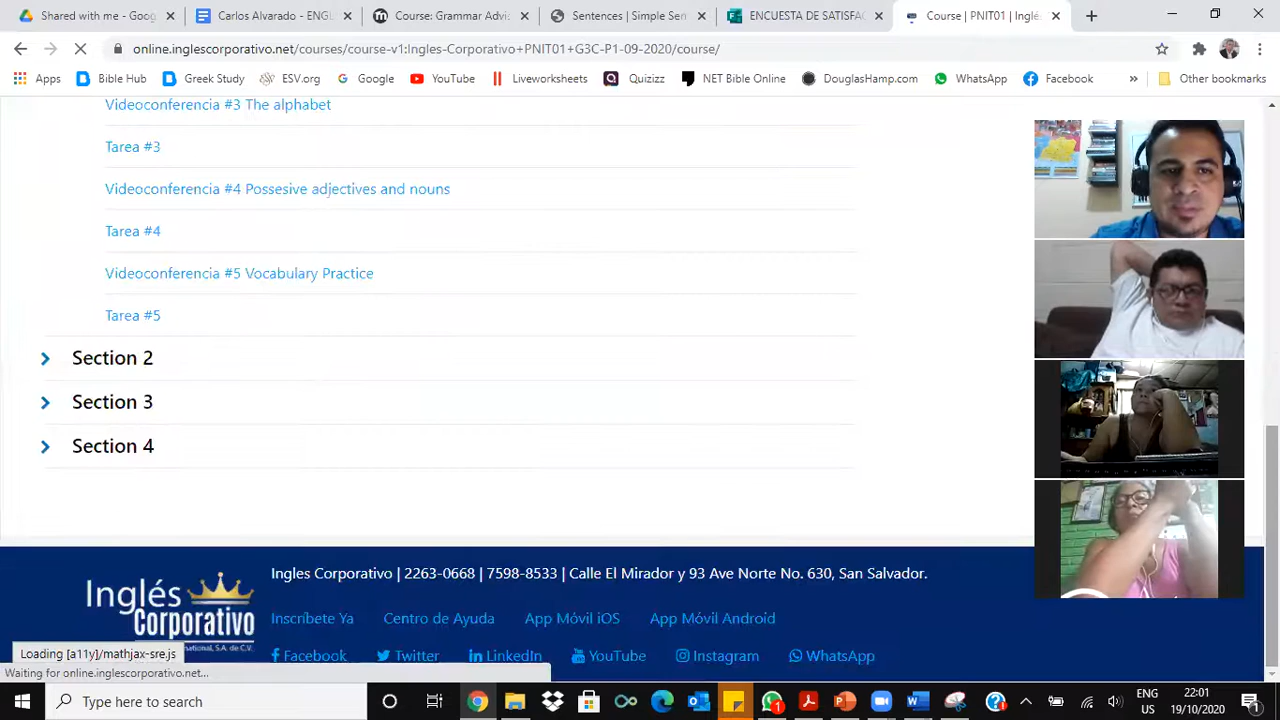 Shared with me - Google D
Carlos Alvarado - ENGL
Course: Grammar Advis
Sentences | Simple Sen
ENCUESTA DE SATISFAC
Course | PNIT01 | Inglés
online.inglescorporativo.net/courses/course-v1:Ingles-Corporativo+PNIT01+G3C-P1-09-2020/course/
Apps
Bible Hub
Greek Study
ESV.org
Google
YouTube
Liveworksheets
Quizizz
NET Bible Online
DouglasHamp.com
WhatsApp
Facebook
Other bookmarks
Videoconferencia #3 The alphabet
Tarea #3
Videoconferencia #4 Possesive adjectives and nouns
Tarea #4
Videoconferencia #5 Vocabulary Practice
Tarea #5
Section 2
Section 3
Section 4
Inglés
Corporativo
Ingles Corporativo | 2263-0668 | 7598-8533 | Calle El Mirador y 93 Ave Norte No. 630, San Salvador.
Inscríbete Ya
Centro de Ayuda
App Móvil iOS
App Móvil Android
Facebook
Twitter
LinkedIn
YouTube
Instagram
WhatsApp
Loading [a11y]/mathjax-sre.js
Waiting for online.inglescorporativo.net...
Type here to search
ENG
US
22:01
19/10/2020